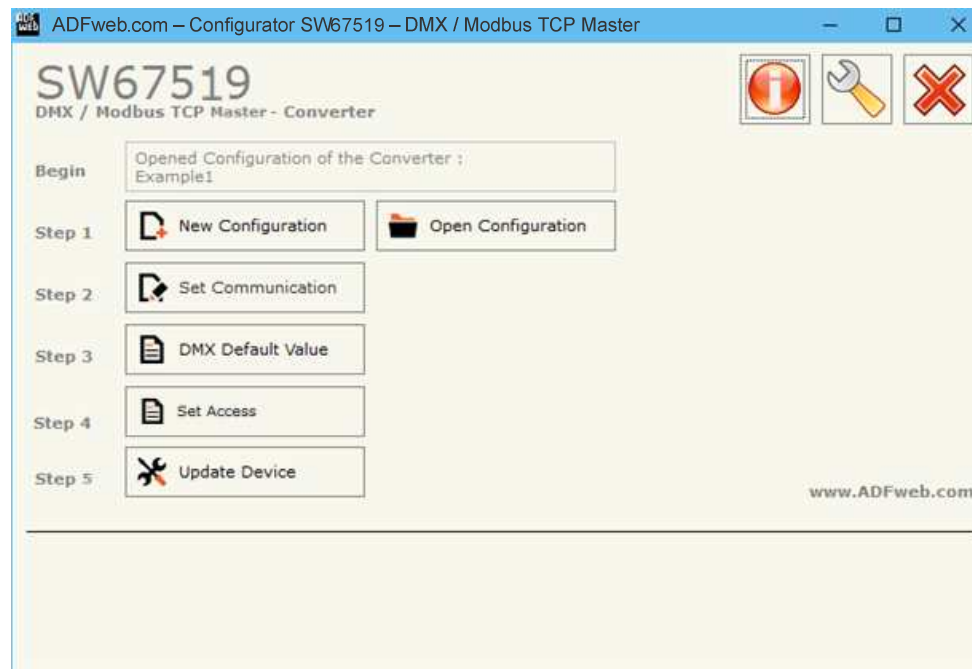 ADFweb.com – Configurator SW67519 – DMX / Modbus TCP Master
SW67519
DMX / Modbus TCP Master - Converter
Begin
Opened Configuration of the Converter :
Example1
Step 1
New Configuration
Open Configuration
Step 2
Set Communication
Step 3
DMX Default Value
Step 4
Set Access
Step 5
Update Device
www.ADFweb.com